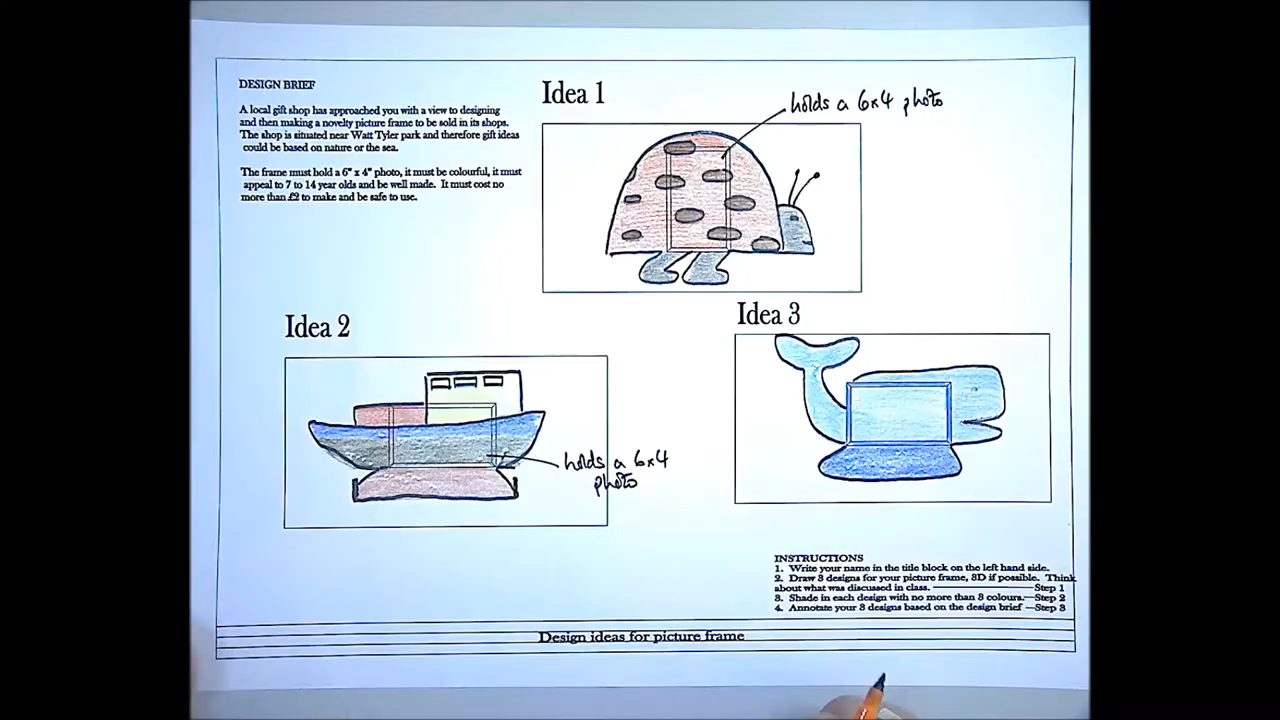 DESIGN BRIEF
A local gift shop has approached you with a view to designing
and then making a novelty picture frame to be sold in its shops.
The shop is situated near Watt Tyler park and therefore gift ideas
could be based on nature or the sea.
The frame must hold a 6" x 4" photo, it must be colourful, it must
appeal to 7 to 14 year olds and be well made. It must cost no
more than £2 to make and be safe to use.
Idea 1
holds a 6x4 photo
Idea 2
holds a 6x4
photo
Idea 3
INSTRUCTIONS
1. Write your name in the title block on the left hand side.
2. Draw 3 designs for your picture frame, 3D if possible. Think
about what was discussed in class. Step 1
3. Shade in each design with no more than 3 colours. Step 2
4. Annotate your 3 designs based on the design brief Step 3
Design ideas for picture frame